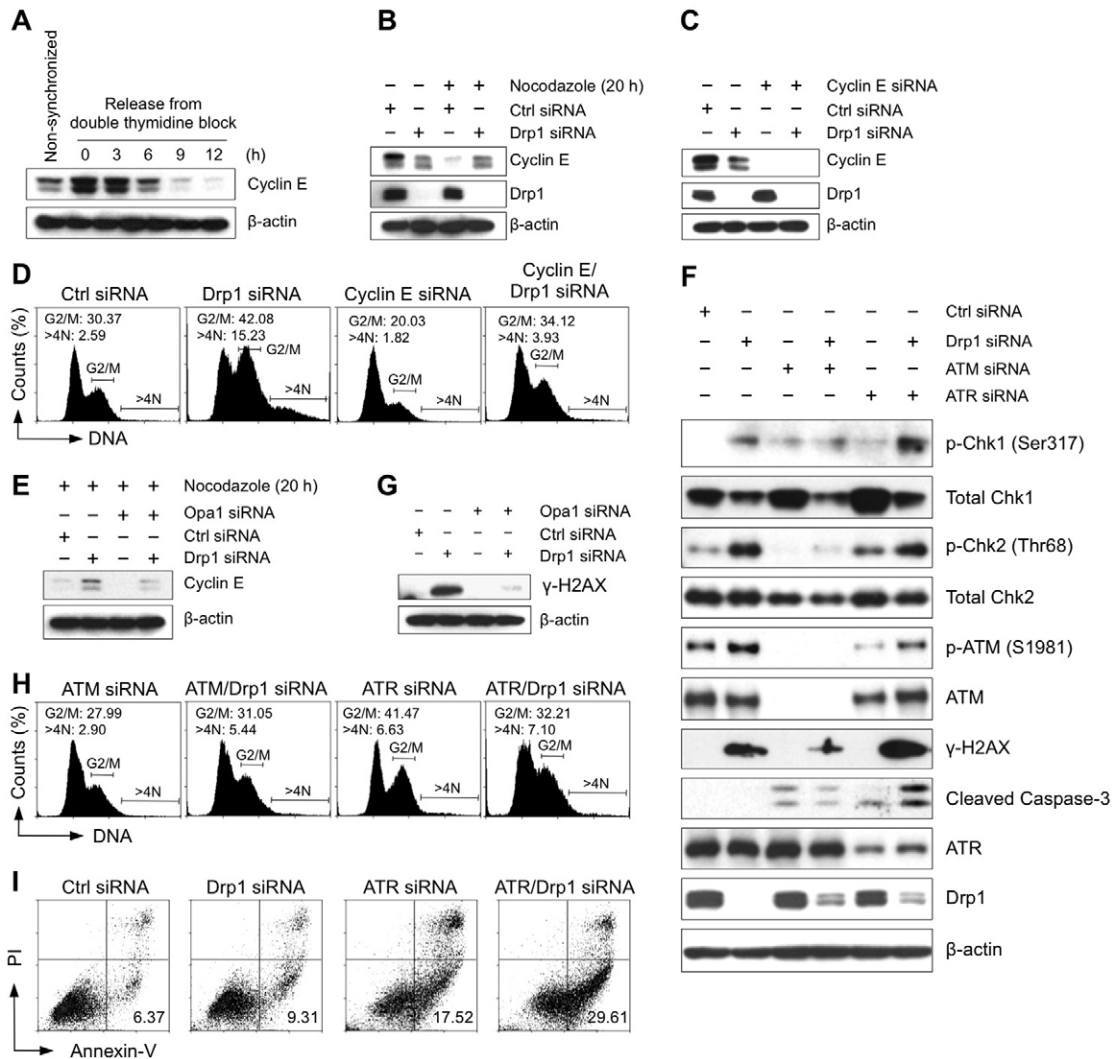 A
Non-synchronized
Release from
double thymidine block
0 3 6 9 12 (h)
Cyclin E
β-actin
B
– – + + Nocodazole (20 h)
+ – + – Ctrl siRNA
– + – + Drp1 siRNA
Cyclin E
Drp1
β-actin
C
– – + + Cyclin E siRNA
+ – – – Ctrl siRNA
– + – + Drp1 siRNA
Cyclin E
Drp1
β-actin
D
Ctrl siRNA
G2/M: 30.37
>4N: 2.59
G2/M
>4N
Drp1 siRNA
G2/M: 42.08
>4N: 15.23
G2/M
>4N
Cyclin E siRNA
G2/M: 20.03
>4N: 1.82
G2/M
>4N
Cyclin E/
Drp1 siRNA
G2/M: 34.12
>4N: 3.93
G2/M
>4N
Counts (%)
DNA
E
+ + + + Nocodazole (20 h)
– – + + Opa1 siRNA
+ – – – Ctrl siRNA
– + – + Drp1 siRNA
Cyclin E
β-actin
G
– – + + Opa1 siRNA
+ – – – Ctrl siRNA
– + – + Drp1 siRNA
γ-H2AX
β-actin
F
+ – – – – – Ctrl siRNA
– + – + – + Drp1 siRNA
– – + + – – ATM siRNA
– – – – + + ATR siRNA
p-Chk1 (Ser317)
Total Chk1
p-Chk2 (Thr68)
Total Chk2
p-ATM (S1981)
ATM
γ-H2AX
Cleaved Caspase-3
ATR
Drp1
β-actin
H
ATM siRNA
G2/M: 27.99
>4N: 2.90
G2/M
>4N
ATM/Drp1 siRNA
G2/M: 31.05
>4N: 5.44
G2/M
>4N
ATR siRNA
G2/M: 41.47
>4N: 6.63
G2/M
>4N
ATR/Drp1 siRNA
G2/M: 32.21
>4N: 7.10
G2/M
>4N
Counts (%)
DNA
I
Ctrl siRNA
6.37
Drp1 siRNA
9.31
ATR siRNA
17.52
ATR/Drp1 siRNA
29.61
PI
Annexin-V